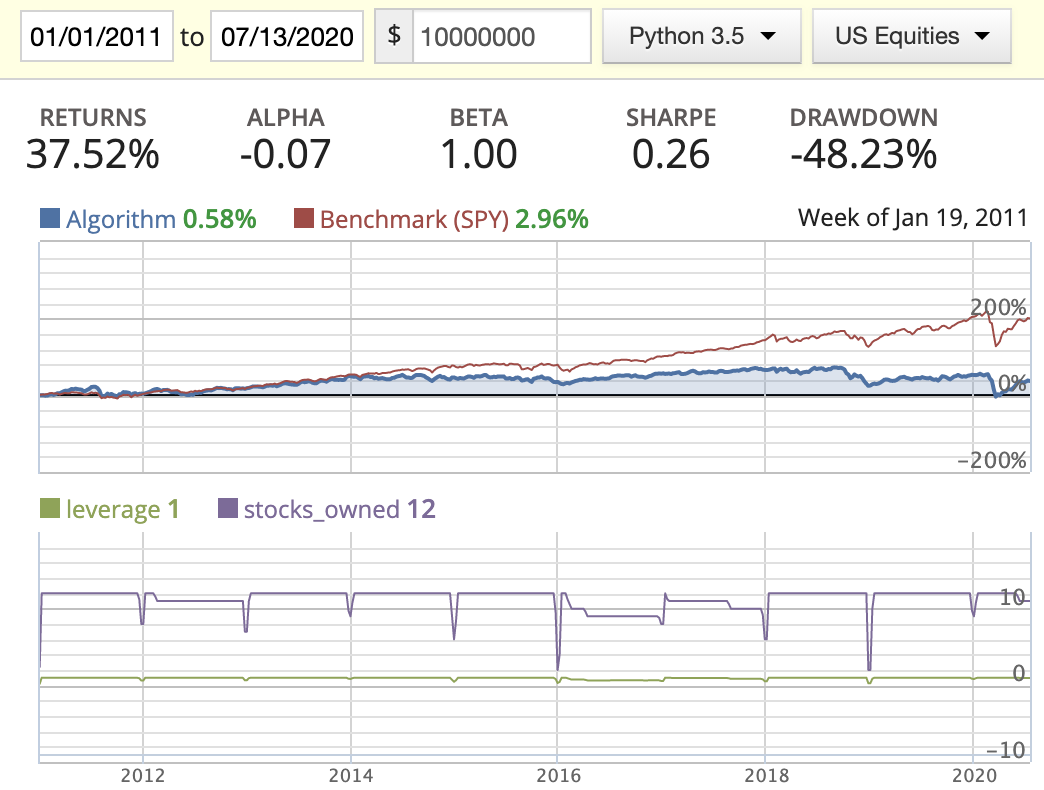 01/01/2011 to 07/13/2020 $ 10000000 Python 3.5 US Equities
RETURNS ALPHA BETA SHARPE DRAWDOWN
37.52% -0.07 1.00 0.26 -48.23%
Algorithm 0.58% Benchmark (SPY) 2.96% Week of Jan 19, 2011
200%
0%
−200%
leverage 1 stocks_owned 12
10
0
−10
2012 2014 2016 2018 2020